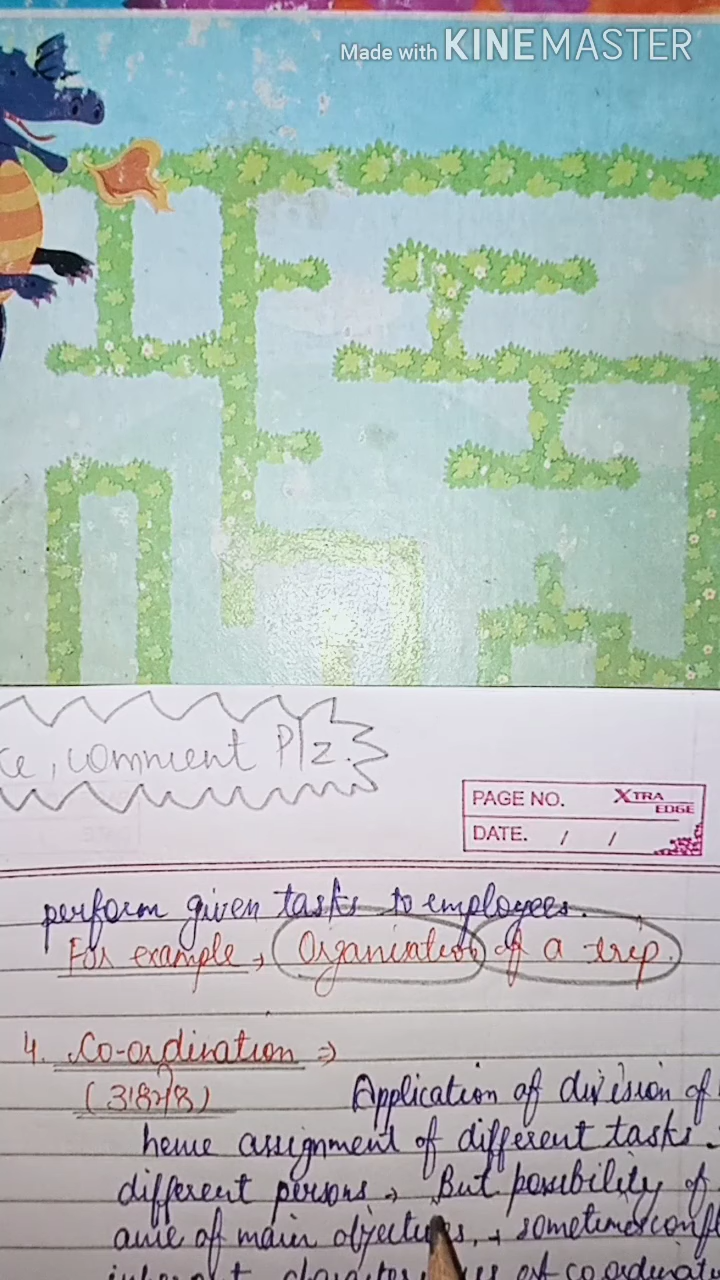 Made with KINEMASTER
comment Plz.
PAGE NO. XTRA EDGE
DATE. / /
perform given tasks to employees.
For example, Organisation of a trip.
4. Co-ordination ⇒
Application of division of
hence assignment of different tasks
different persons, But possibility of
of main objectives, sometimes